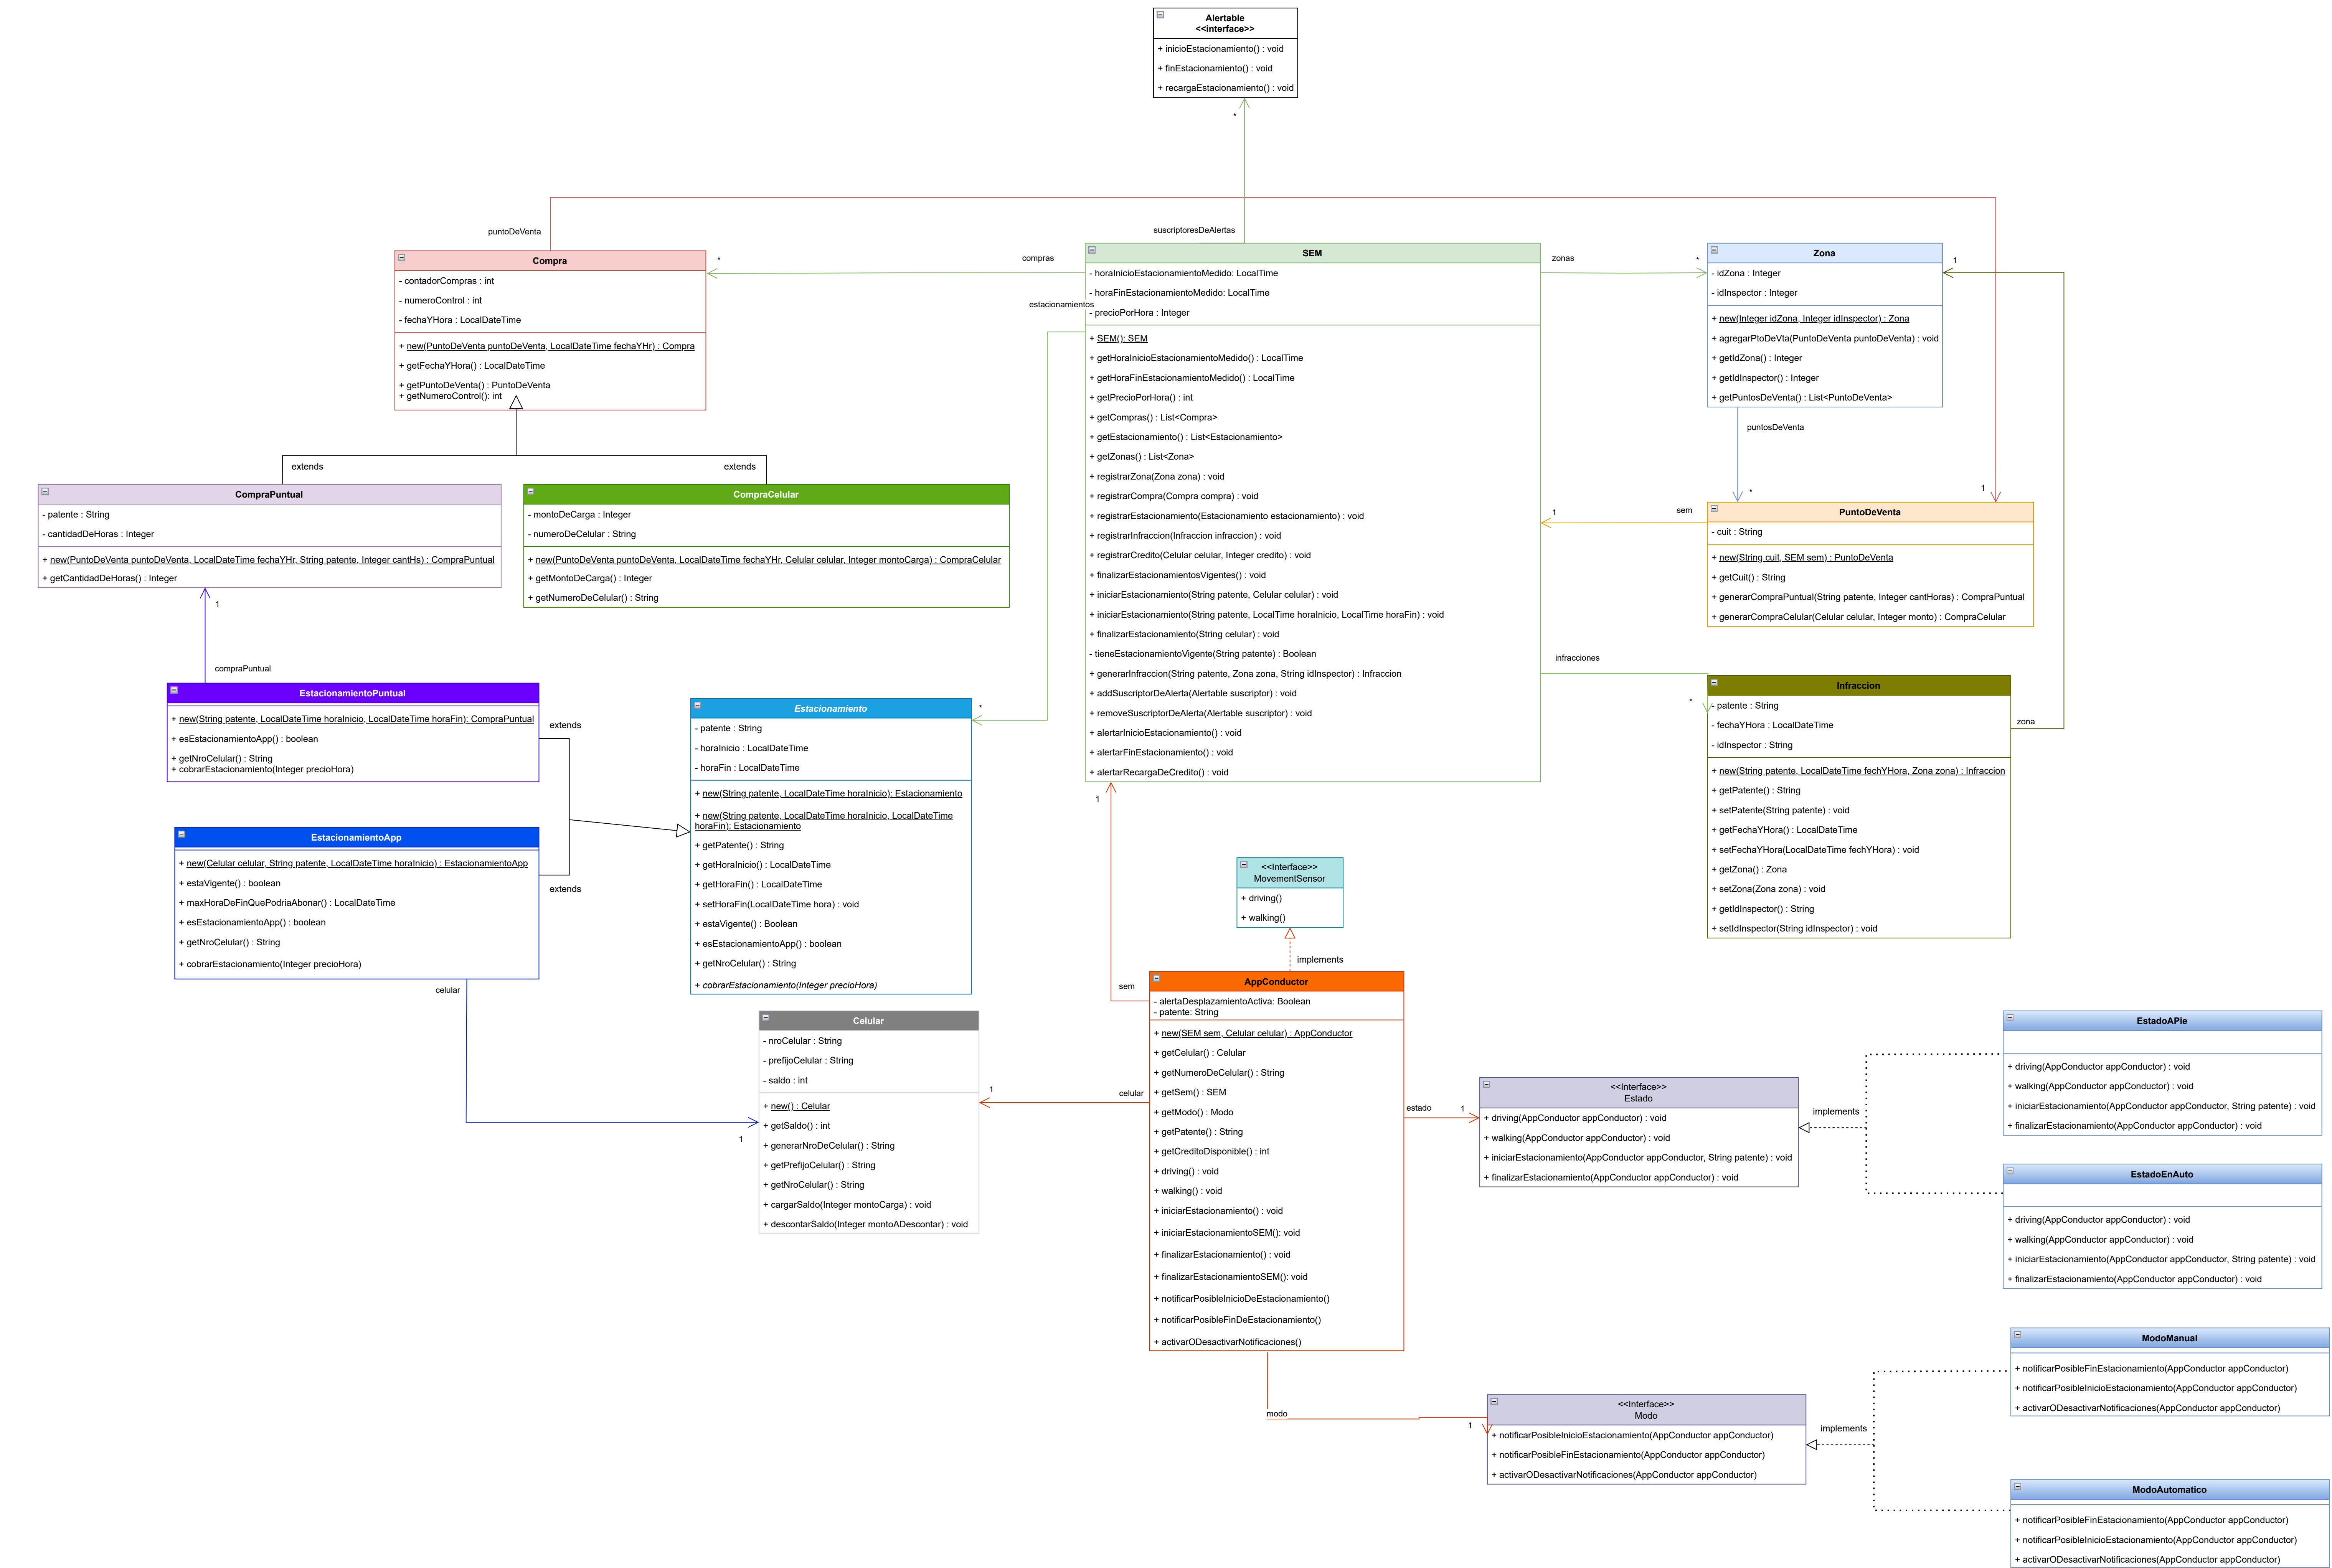 Alertable
<<interface>>
+ inicioEstacionamiento() : void
+ finEstacionamiento() : void
+ recargaEstacionamiento() : void
*
puntoDeVenta
suscriptoresDeAlertas
Compra
- contadorCompras : int
- numeroControl : int
- fechaYHora : LocalDateTime
+ new(PuntoDeVenta puntoDeVenta, LocalDateTime fechaYHr) : Compra
+ getFechaYHora() : LocalDateTime
+ getPuntoDeVenta() : PuntoDeVenta
+ getNumeroControl(): int
*
compras
estacionamientos
SEM
- horaInicioEstacionamientoMedido: LocalTime
- horaFinEstacionamientoMedido: LocalTime
- precioPorHora : Integer
+ SEM(): SEM
+ getHoraInicioEstacionamientoMedido() : LocalTime
+ getHoraFinEstacionamientoMedido() : LocalTime
+ getPrecioPorHora() : int
+ getCompras() : List<Compra>
+ getEstacionamiento() : List<Estacionamiento>
+ getZonas() : List<Zona>
+ registrarZona(Zona zona) : void
+ registrarCompra(Compra compra) : void
+ registrarEstacionamiento(Estacionamiento estacionamiento) : void
+ registrarInfraccion(Infraccion infraccion) : void
+ registrarCredito(Celular celular, Integer credito) : void
+ finalizarEstacionamientosVigentes() : void
+ iniciarEstacionamiento(String patente, Celular celular) : void
+ iniciarEstacionamiento(String patente, LocalTime horaInicio, LocalTime horaFin) : void
+ finalizarEstacionamiento(String celular) : void
- tieneEstacionamientoVigente(String patente) : Boolean
+ generarInfraccion(String patente, Zona zona, String idInspector) : Infraccion
+ addSuscriptorDeAlerta(Alertable suscriptor) : void
+ removeSuscriptorDeAlerta(Alertable suscriptor) : void
+ alertarInicioEstacionamiento() : void
+ alertarFinEstacionamiento() : void
+ alertarRecargaDeCredito() : void
zonas
*
Zona
- idZona : Integer
- idInspector : Integer
+ new(Integer idZona, Integer idInspector) : Zona
+ agregarPtoDeVta(PuntoDeVenta puntoDeVenta) : void
+ getIdZona() : Integer
+ getIdInspector() : Integer
+ getPuntosDeVenta() : List<PuntoDeVenta>
1
puntosDeVenta
*
1
extends
extends
CompraPuntual
- patente : String
- cantidadDeHoras : Integer
+ new(PuntoDeVenta puntoDeVenta, LocalDateTime fechaYHr, String patente, Integer cantHs) : CompraPuntual
+ getCantidadDeHoras() : Integer
CompraCelular
- montoDeCarga : Integer
- numeroDeCelular : String
+ new(PuntoDeVenta puntoDeVenta, LocalDateTime fechaYHr, Celular celular, Integer montoCarga) : CompraCelular
+ getMontoDeCarga() : Integer
+ getNumeroDeCelular() : String
1
sem
PuntoDeVenta
- cuit : String
+ new(String cuit, SEM sem) : PuntoDeVenta
+ getCuit() : String
+ generarCompraPuntual(String patente, Integer cantHoras) : CompraPuntual
+ generarCompraCelular(Celular celular, Integer monto) : CompraCelular
1
compraPuntual
EstacionamientoPuntual
+ new(String patente, LocalDateTime horaInicio, LocalDateTime horaFin): CompraPuntual
+ esEstacionamientoApp() : boolean
+ getNroCelular() : String
+ cobrarEstacionamiento(Integer precioHora)
extends
EstacionamientoApp
+ new(Celular celular, String patente, LocalDateTime horaInicio) : EstacionamientoApp
+ estaVigente() : boolean
+ maxHoraDeFinQuePodriaAbonar() : LocalDateTime
+ esEstacionamientoApp() : boolean
+ getNroCelular() : String
+ cobrarEstacionamiento(Integer precioHora)
extends
celular
1
Estacionamiento
- patente : String
- horaInicio : LocalDateTime
- horaFin : LocalDateTime
+ new(String patente, LocalDateTime horaInicio): Estacionamiento
+ new(String patente, LocalDateTime horaInicio, LocalDateTime
horaFin): Estacionamiento
+ getPatente() : String
+ getHoraInicio() : LocalDateTime
+ getHoraFin() : LocalDateTime
+ setHoraFin(LocalDateTime hora) : void
+ estaVigente() : Boolean
+ esEstacionamientoApp() : boolean
+ getNroCelular() : String
+ cobrarEstacionamiento(Integer precioHora)
*
infracciones
*
Infraccion
- patente : String
- fechaYHora : LocalDateTime
- idInspector : String
+ new(String patente, LocalDateTime fechYHora, Zona zona) : Infraccion
+ getPatente() : String
+ setPatente(String patente) : void
+ getFechaYHora() : LocalDateTime
+ setFechaYHora(LocalDateTime fechYHora) : void
+ getZona() : Zona
+ setZona(Zona zona) : void
+ getIdInspector() : String
+ setIdInspector(String idInspector) : void
zona
1
sem
<<Interface>>
MovementSensor
+ driving()
+ walking()
implements
Celular
- nroCelular : String
- prefijoCelular : String
- saldo : int
+ new() : Celular
+ getSaldo() : int
+ generarNroDeCelular() : String
+ getPrefijoCelular() : String
+ getNroCelular() : String
+ cargarSaldo(Integer montoCarga) : void
+ descontarSaldo(Integer montoADescontar) : void
1
celular
AppConductor
- alertaDesplazamientoActiva: Boolean
- patente: String
+ new(SEM sem, Celular celular) : AppConductor
+ getCelular() : Celular
+ getNumeroDeCelular() : String
+ getSem() : SEM
+ getModo() : Modo
+ getPatente() : String
+ getCreditoDisponible() : int
+ driving() : void
+ walking() : void
+ iniciarEstacionamiento() : void
+ iniciarEstacionamientoSEM(): void
+ finalizarEstacionamiento() : void
+ finalizarEstacionamientoSEM(): void
+ notificarPosibleInicioDeEstacionamiento()
+ notificarPosibleFinDeEstacionamiento()
+ activarODesactivarNotificaciones()
estado
1
<<Interface>>
Estado
+ driving(AppConductor appConductor) : void
+ walking(AppConductor appConductor) : void
+ iniciarEstacionamiento(AppConductor appConductor, String patente) : void
+ finalizarEstacionamiento(AppConductor appConductor) : void
implements
EstadoAPie
+ driving(AppConductor appConductor) : void
+ walking(AppConductor appConductor) : void
+ iniciarEstacionamiento(AppConductor appConductor, String patente) : void
+ finalizarEstacionamiento(AppConductor appConductor) : void
EstadoEnAuto
+ driving(AppConductor appConductor) : void
+ walking(AppConductor appConductor) : void
+ iniciarEstacionamiento(AppConductor appConductor, String patente) : void
+ finalizarEstacionamiento(AppConductor appConductor) : void
modo
1
<<Interface>>
Modo
+ notificarPosibleInicioEstacionamiento(AppConductor appConductor)
+ notificarPosibleFinEstacionamiento(AppConductor appConductor)
+ activarODesactivarNotificaciones(AppConductor appConductor)
implements
ModoManual
+ notificarPosibleFinEstacionamiento(AppConductor appConductor)
+ notificarPosibleInicioEstacionamiento(AppConductor appConductor)
+ activarODesactivarNotificaciones(AppConductor appConductor)
ModoAutomatico
+ notificarPosibleFinEstacionamiento(AppConductor appConductor)
+ notificarPosibleInicioEstacionamiento(AppConductor appConductor)
+ activarODesactivarNotificaciones(AppConductor appConductor)